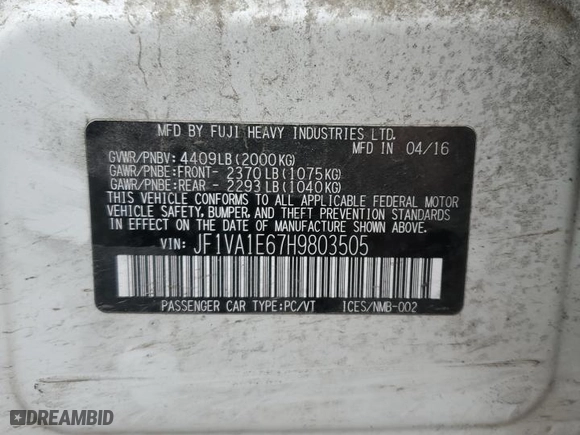 MFD BY FUJI HEAVY INDUSTRIES LTD.
MFD IN 04/16
GVWR/PNBV: 4409LB(2000KG)
GAWR/PNBE:FRONT- 2370LB(1075KG)
GAWR/PNBE:REAR - 2293LB(1040KG)
THIS VEHICLE CONFORMS TO ALL APPLICABLE FEDERAL MOTOR
VEHICLE SAFETY, BUMPER, AND THEFT PREVENTION STANDARDS
IN EFFECT ON THE DATE OF MANUFACTURE SHOWN ABOVE.
VIN: JF1VA1E67H9803505
PASSENGER CAR TYPE:PC/VT ICES/NMB-002
DREAMBID